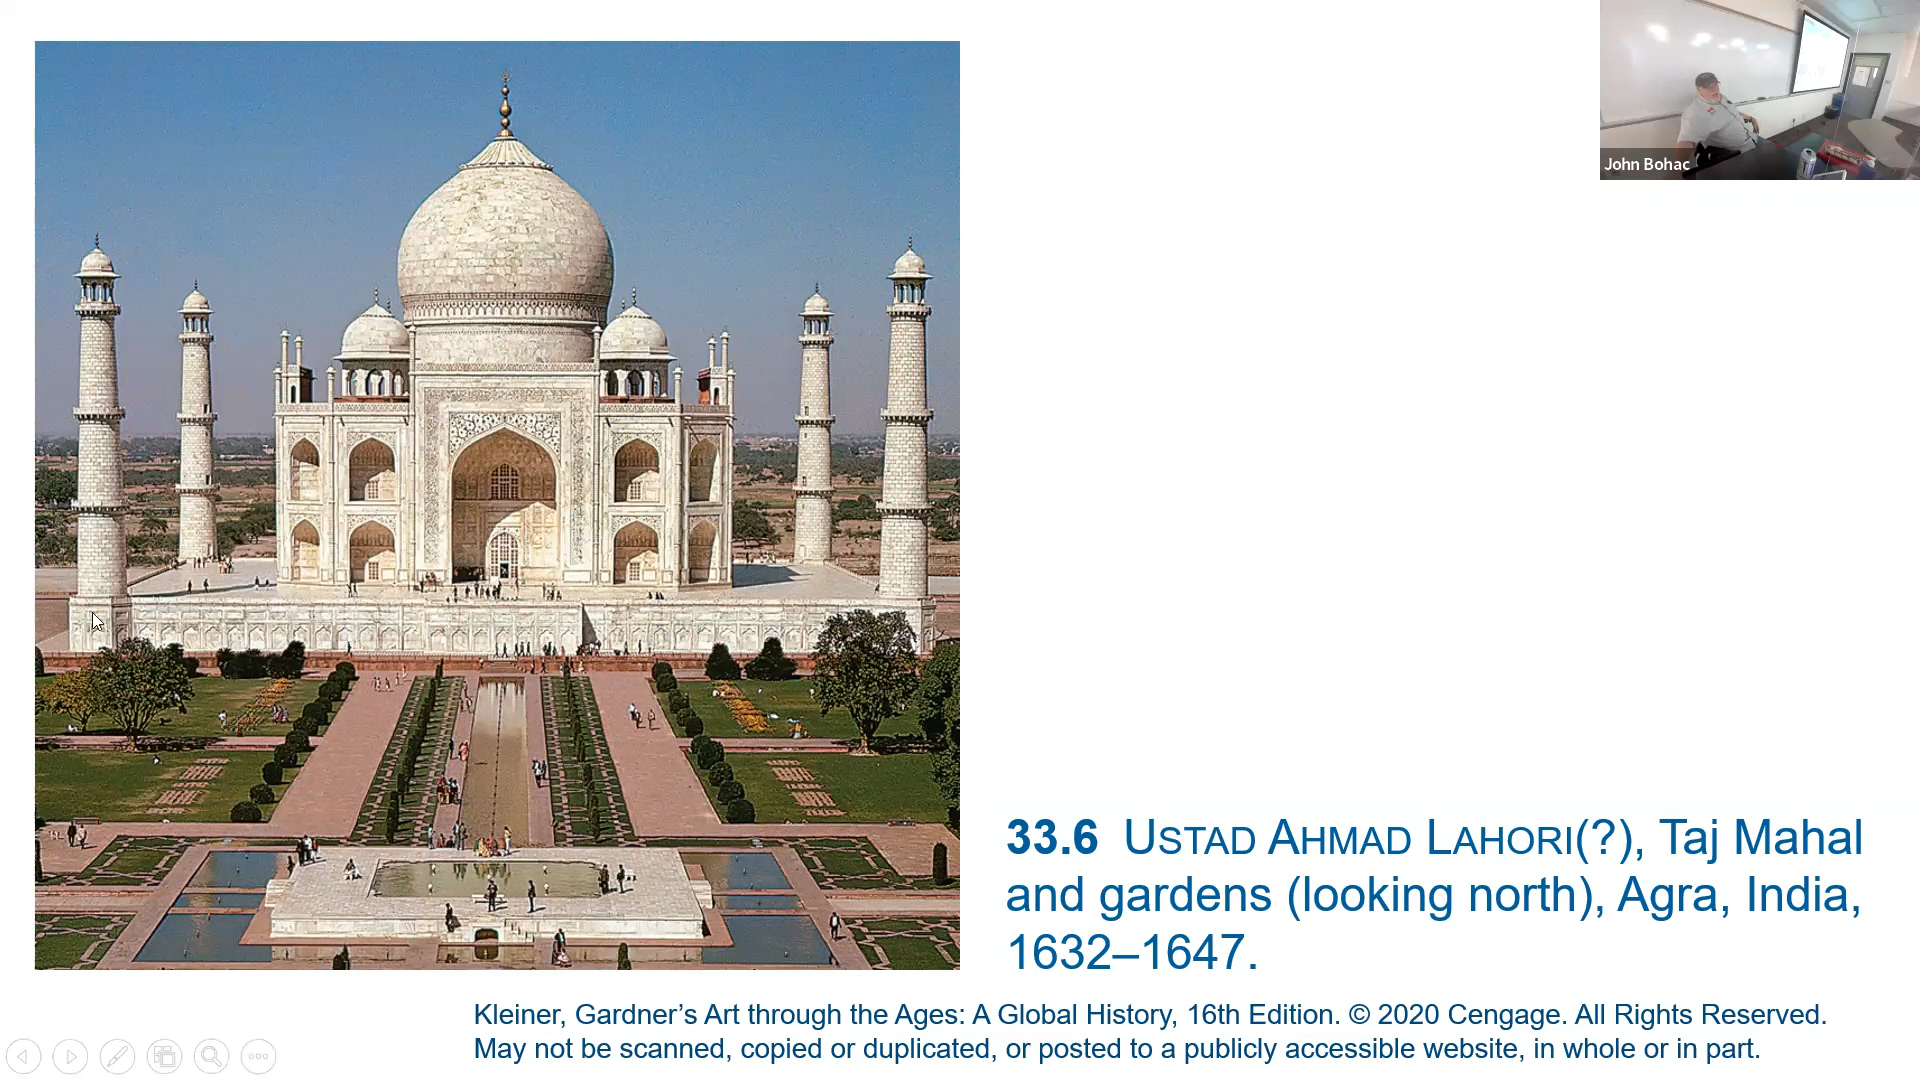 John Bohac
33.6 USTAD AHMAD LAHORI(?), Taj Mahal
and gardens (looking north), Agra, India,
1632–1647.
Kleiner, Gardner’s Art through the Ages: A Global History, 16th Edition. © 2020 Cengage. All Rights Reserved.
May not be scanned, copied or duplicated, or posted to a publicly accessible website, in whole or in part.